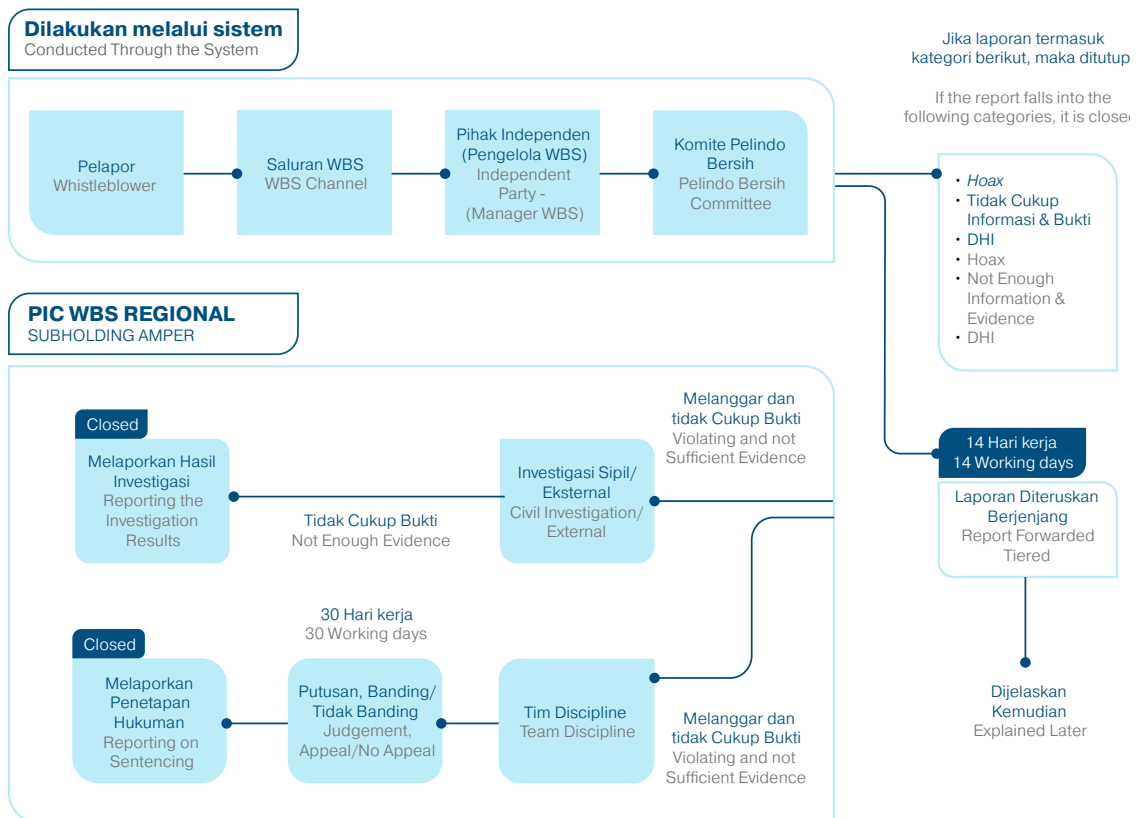 Dilakukan melalui sistem
Conducted Through the System
Jika laporan termasuk
kategori berikut, maka ditutup
If the report falls into the
following categories, it is closed
Pelapor
Whistleblower
Saluran WBS
WBS Channel
Pihak Independen
(Pengelola WBS)
Independent
Party -
(Manager WBS)
Komite Pelindo
Bersih
Pelindo Bersih
Committee
• Hoax
• Tidak Cukup
Informasi & Bukti
• DHI
• Hoax
• Not Enough
Information &
Evidence
• DHI
PIC WBS REGIONAL
SUBHOLDING AMPER
Closed
Melaporkan Hasil
Investigasi
Reporting the
Investigation
Results
Tidak Cukup Bukti
Not Enough Evidence
Investigasi Sipil/
Eksternal
Civil Investigation/
External
Melanggar dan
tidak Cukup Bukti
Violating and not
Sufficient Evidence
14 Hari kerja
14 Working days
Laporan Diteruskan
Berjenjang
Report Forwarded
Tiered
30 Hari kerja
30 Working days
Closed
Melaporkan
Penetapan
Hukuman
Reporting on
Sentencing
Putusan, Banding/
Tidak Banding
Judgement,
Appeal/No Appeal
Tim Discipline
Team Discipline
Melanggar dan
tidak Cukup Bukti
Violating and not
Sufficient Evidence
Dijelaskan
Kemudian
Explained Later